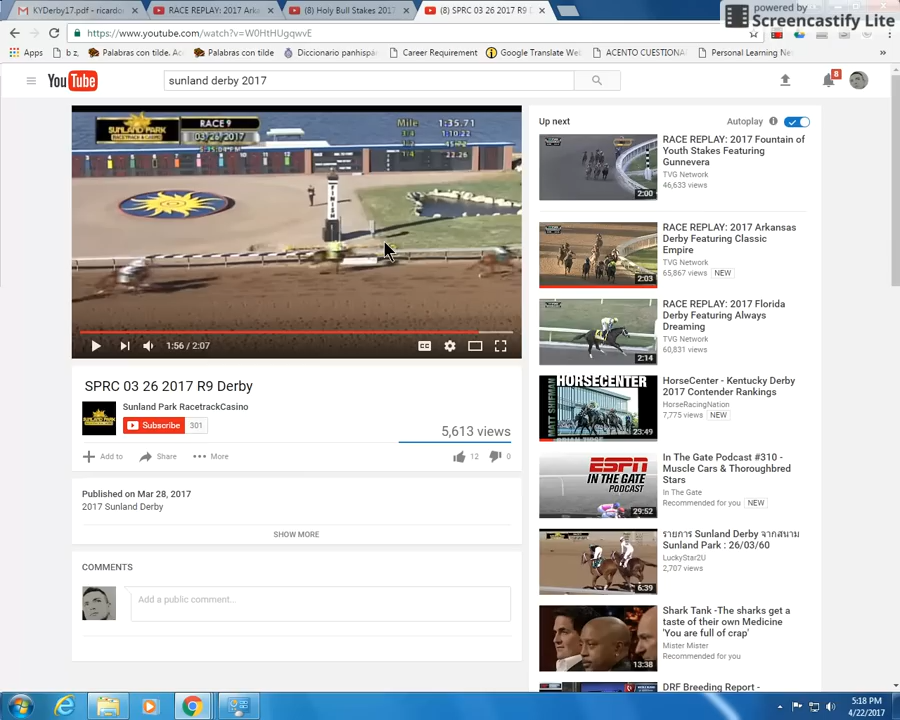 KYDerby17.pdf - ricardo
RACE REPLAY: 2017 Arka
(8) Holy Bull Stakes 2017
(8) SPRC 03 26 2017 R9 D
powered by
Screencastify Lite
https://www.youtube.com/watch?v=W0HtHUgqwvE
Apps
b z,
Palabras con tilde. Ac
Palabras con tilde
Diccionario panhispá
Career Requirement
Google Translate Web
ACENTO CUESTIONA
Personal Learning Ne
YouTube
sunland derby 2017
8
SUNLAND PARK
RACETRACK & CASINO
RACE 9
03/26/2017
Mile- 1:35.71
3/4 1:10.22
1/4 22.26
FINISH
1:56 / 2:07
CC
SPRC 03 26 2017 R9 Derby
Sunland Park RacetrackCasino
Subscribe 301
5,613 views
Add to
Share
More
12
0
Published on Mar 28, 2017
2017 Sunland Derby
SHOW MORE
COMMENTS
Add a public comment...
Up next
Autoplay
RACE REPLAY: 2017 Fountain of
Youth Stakes Featuring
Gunnevera
TVG Network
46,633 views
2:00
RACE REPLAY: 2017 Arkansas
Derby Featuring Classic
Empire
TVG Network
65,867 views NEW
2:03
RACE REPLAY: 2017 Florida
Derby Featuring Always
Dreaming
TVG Network
60,831 views
2:14
HORSECENTER
MATT SHIFMAN
23:49
HorseCenter - Kentucky Derby
2017 Contender Rankings
HorseRacingNation
7,775 views NEW
ESPN
IN THE GATE
PODCAST
29:52
In The Gate Podcast #310 -
Muscle Cars & Thoroughbred
Stakes
In The Gate
Recommended for you NEW
รายการ Sunland Derby จากสนาม
Sunland Park : 26/03/60
LuckyStar2U
2,707 views
6:39
Shark Tank -The sharks get a
taste of their own Medicine
'You are full of crap'
Mister Mister
Recommended for you
13:38
DRF Breeding Report -
5:18 PM
4/22/2017